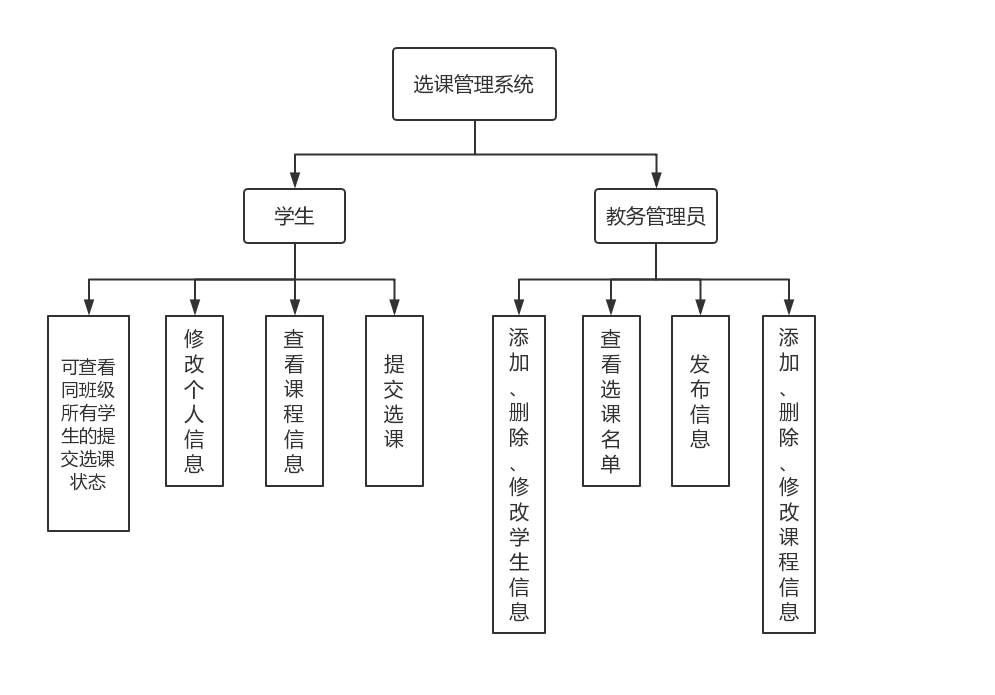 选课管理系统
学生
教务管理员
可查看
同班级
所有学
生的提
交选课
状态
修改个人信息
查看课程信息
提交选课
添加、删除、修改学生信息
查看选课名单
发布信息
添加、删除、修改课程信息